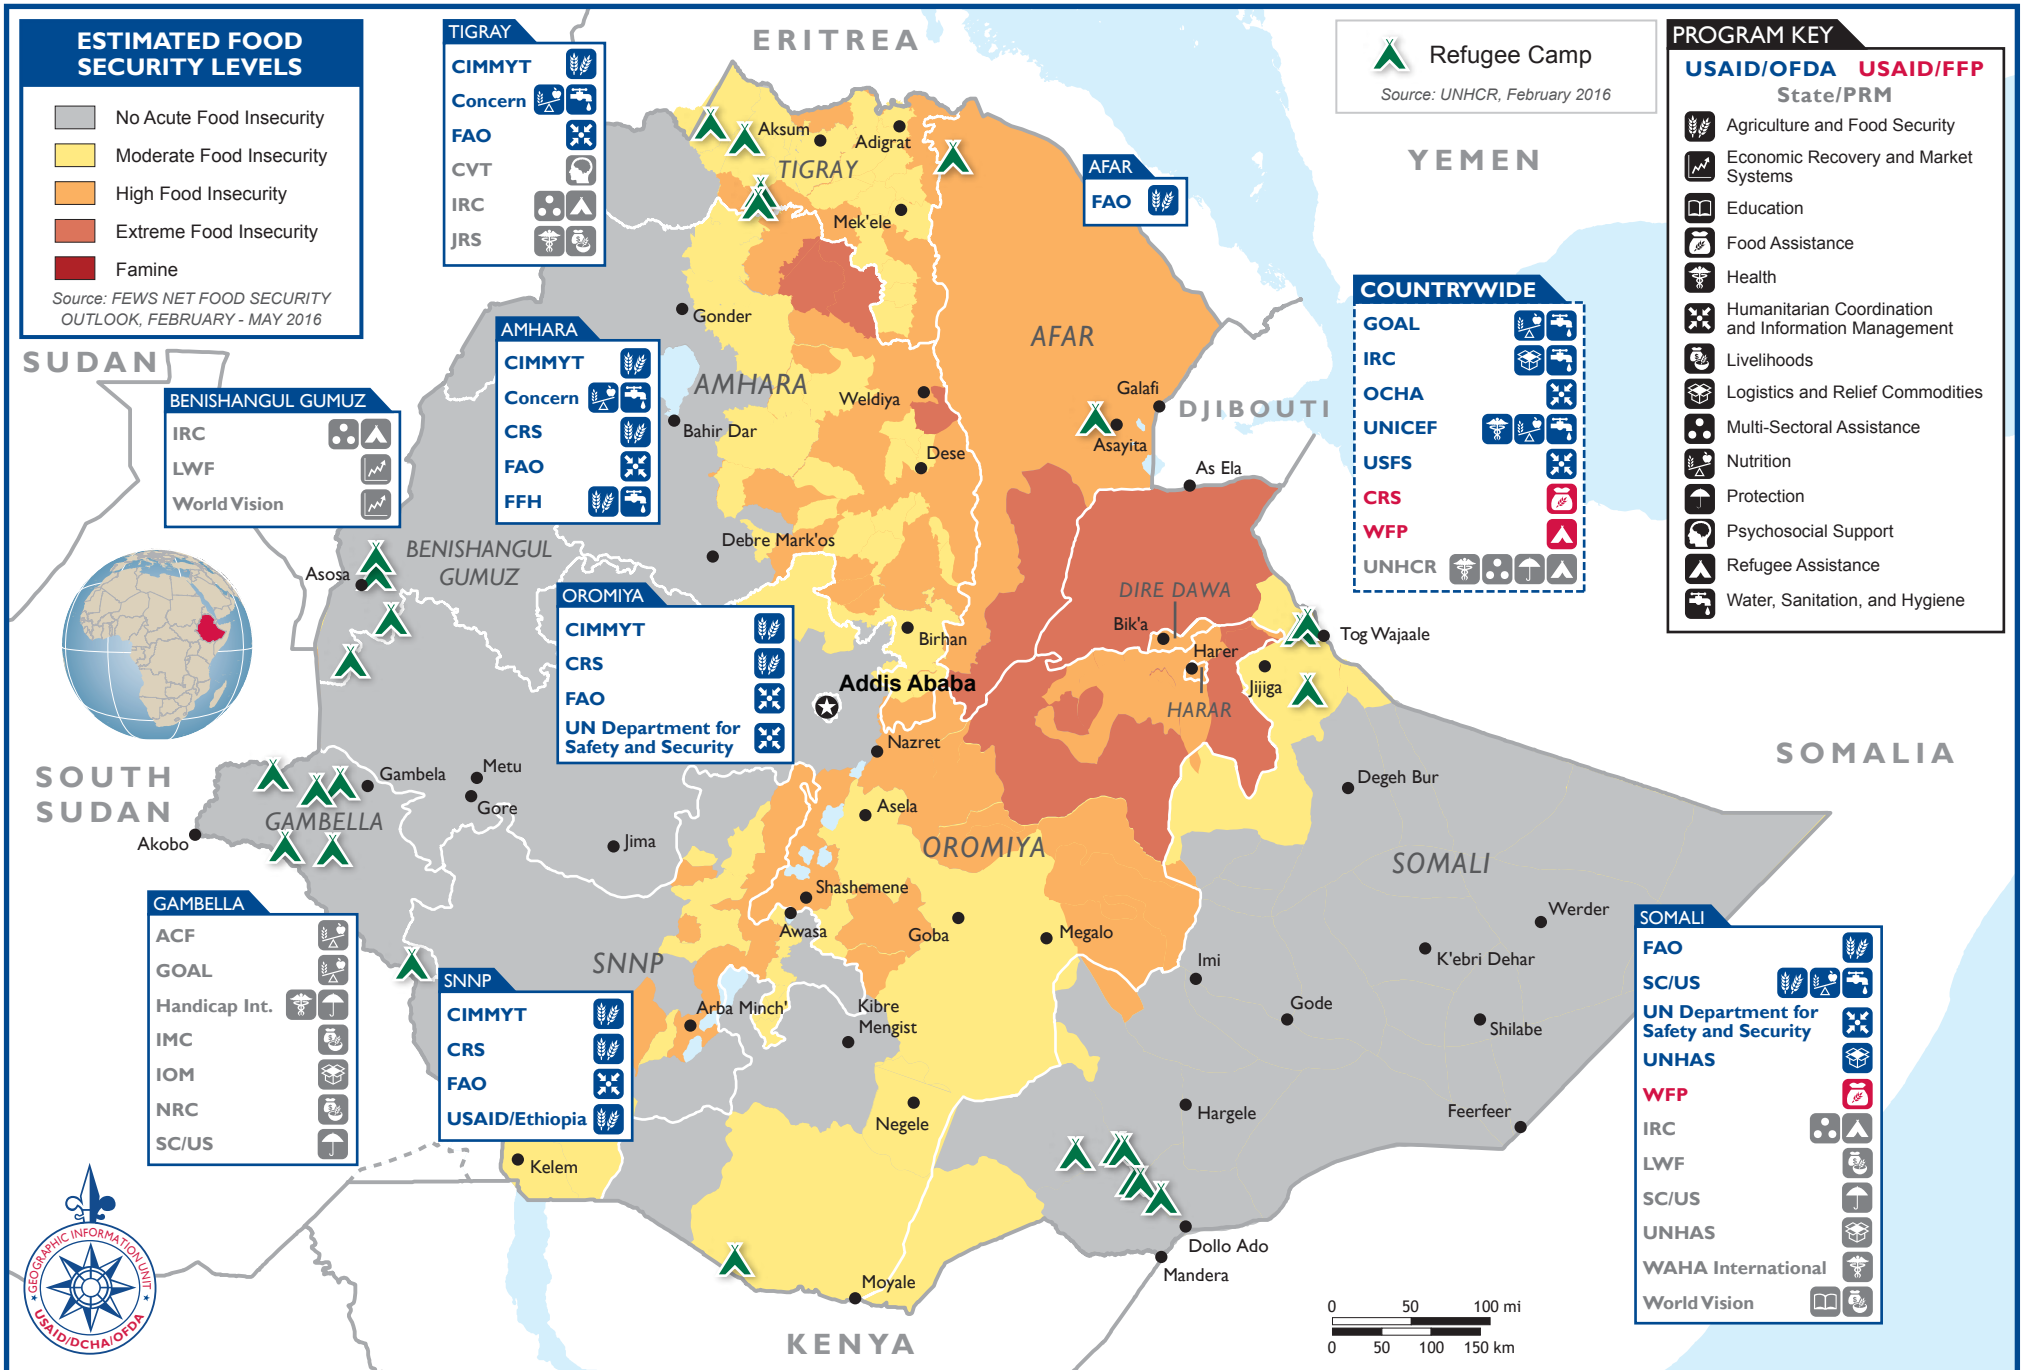 ESTIMATED FOOD
SECURITY LEVELS
No Acute Food Insecurity
Moderate Food Insecurity
High Food Insecurity
Extreme Food Insecurity
Famine
Source: FEWS NET FOOD SECURITY
OUTLOOK, FEBRUARY - MAY 2016
TIGRAY
CIMMYT
Concern
FAO
CVT
IRC
JRS
ERITREA
Refugee Camp
Source: UNHCR, February 2016
PROGRAM KEY
USAID/OFDA USAID/FFP
State/PRM
Agriculture and Food Security
Economic Recovery and Market
Systems
Education
Food Assistance
Health
Humanitarian Coordination
and Information Management
Livelihoods
Logistics and Relief Commodities
Multi-Sectoral Assistance
Nutrition
Protection
Psychosocial Support
Refugee Assistance
Water, Sanitation, and Hygiene
YEMEN
AFAR
FAO
COUNTRYWIDE
GOAL
IRC
OCHA
UNICEF
USFS
CRS
WFP
UNHCR
Aksum
Adigrat
TIGRAY
Mek'ele
Gonder
AFAR
SUDAN
AMHARA
CIMMYT
Concern
CRS
FAO
FFH
AMHARA
Weldiya
Galafi
DJIBOUTI
Asayita
Bahir Dar
Dese
As Ela
BENISHANGUL GUMUZ
IRC
LWF
World Vision
Debre Mark'os
BENISHANGUL
GUMUZ
Asosa
DIRE DAWA
Bik'a
Harer
Tog Wajaale
Jijiga
HARAR
OROMIYA
CIMMYT
CRS
FAO
UN Department for
Safety and Security
Birhan
Addis Ababa
Nazret
SOMALIA
SOUTH
SUDAN
Gambela
Metu
Gore
GAMBELLA
Akobo
Jima
Asela
OROMIYA
Degeh Bur
SOMALI
Shashemene
Awasa
Goba
Megalo
Werder
K'ebri Dehar
Imi
Gode
Shilabe
GAMBELLA
ACF
GOAL
Handicap Int.
IMC
IOM
NRC
SC/US
SNNP
SNNP
CIMMYT
CRS
FAO
USAID/Ethiopia
Arba Minch'
Kibre
Mengist
Negele
Hargele
Feerfeer
Kelem
Dollo Ado
Mandera
Moyale
KENYA
SOMALI
FAO
SC/US
UN Department for
Safety and Security
UNHAS
WFP
IRC
LWF
SC/US
UNHAS
WAHA International
World Vision
GEOGRAPHIC INFORMATION UNIT
USAID/DCHA/OFDA
0 50 100 mi
0 50 100 150 km